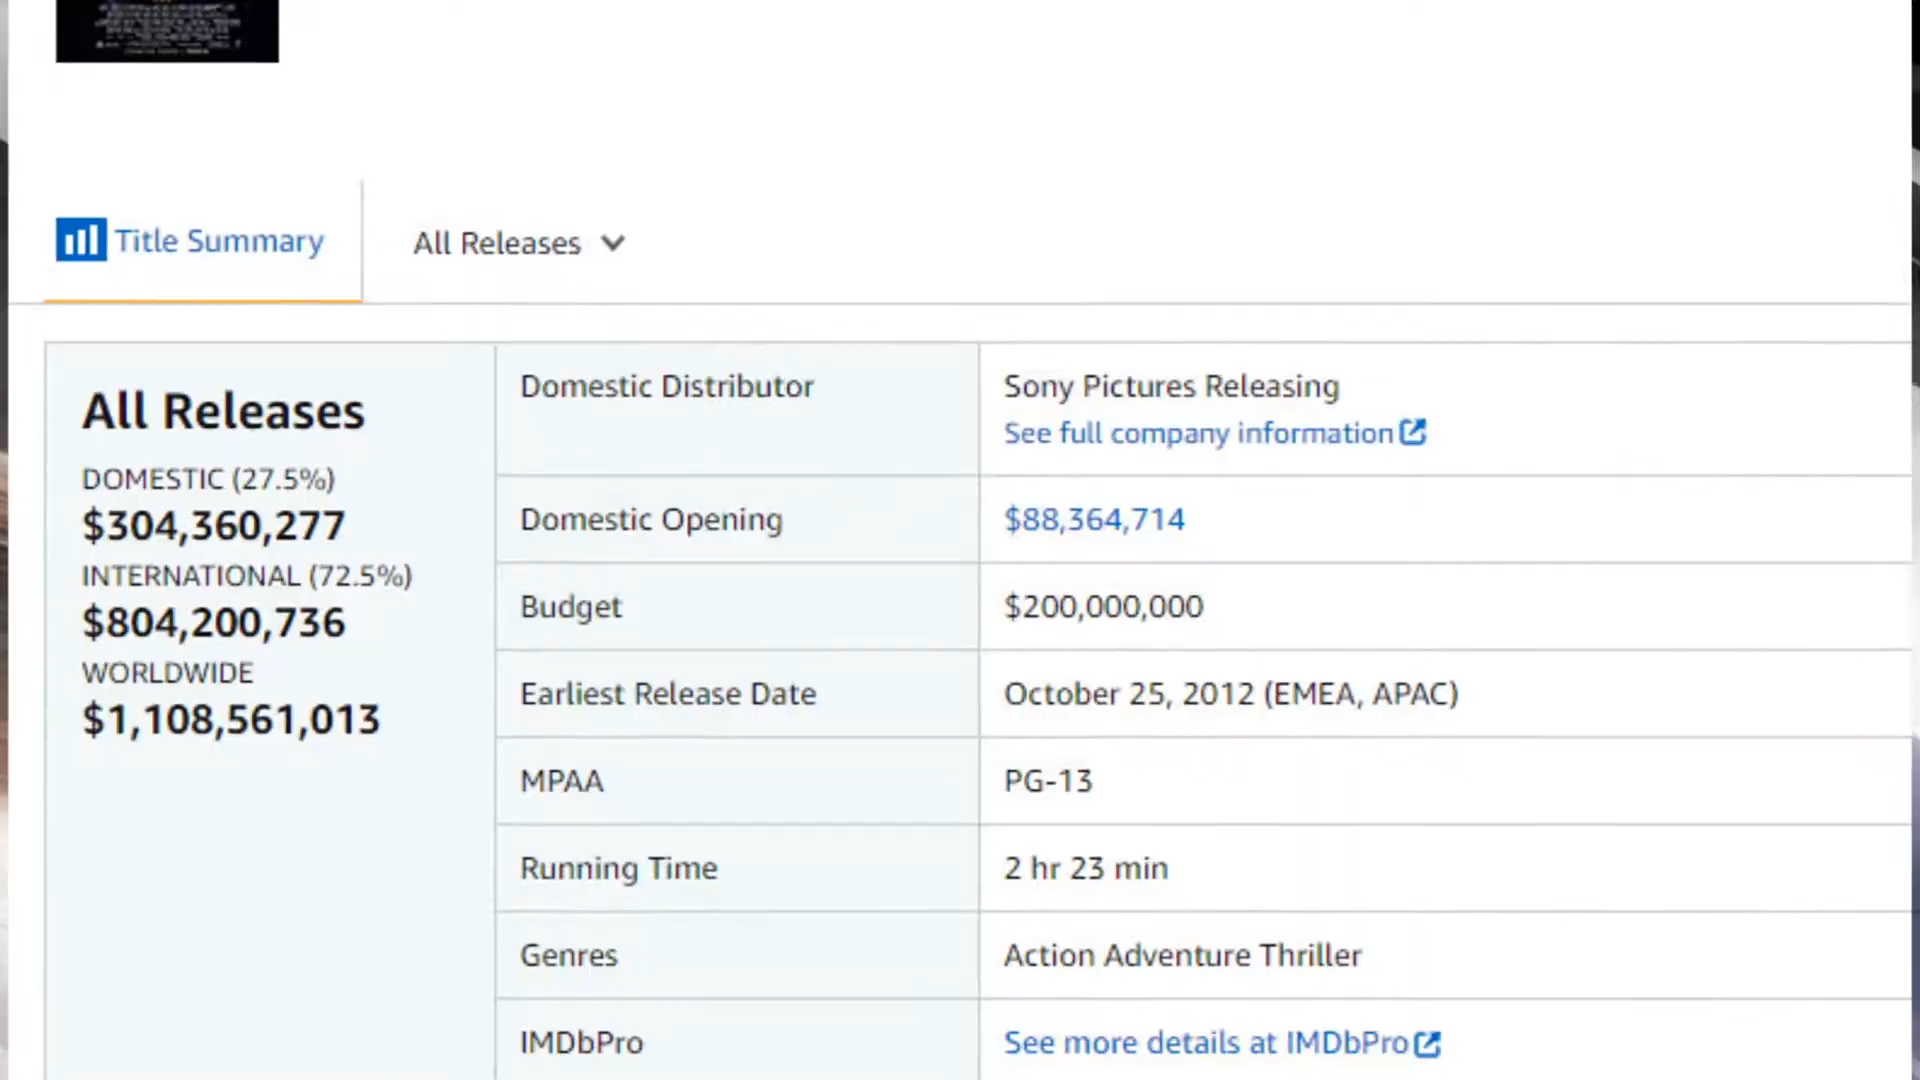 Title Summary
All Releases
All Releases
DOMESTIC (27.5%)
$304,360,277
INTERNATIONAL (72.5%)
$804,200,736
WORLDWIDE
$1,108,561,013
Domestic Distributor
Sony Pictures Releasing
See full company information
Domestic Opening
$88,364,714
Budget
$200,000,000
Earliest Release Date
October 25, 2012 (EMEA, APAC)
MPAA
PG-13
Running Time
2 hr 23 min
Genres
Action Adventure Thriller
IMDbPro
See more details at IMDbPro